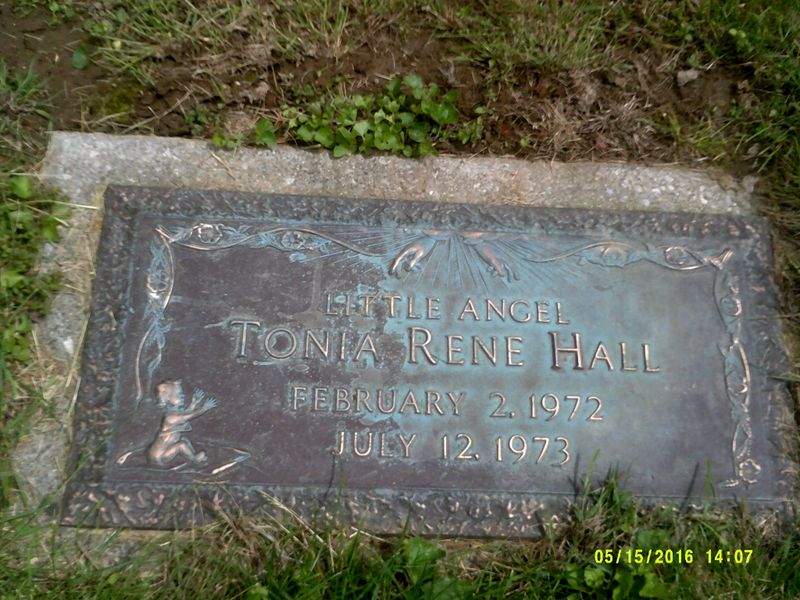 LITTLE ANGEL
TONIA RENE HALL
FEBRUARY 2, 1972
JULY 12, 1973
05/15/2016 14:07